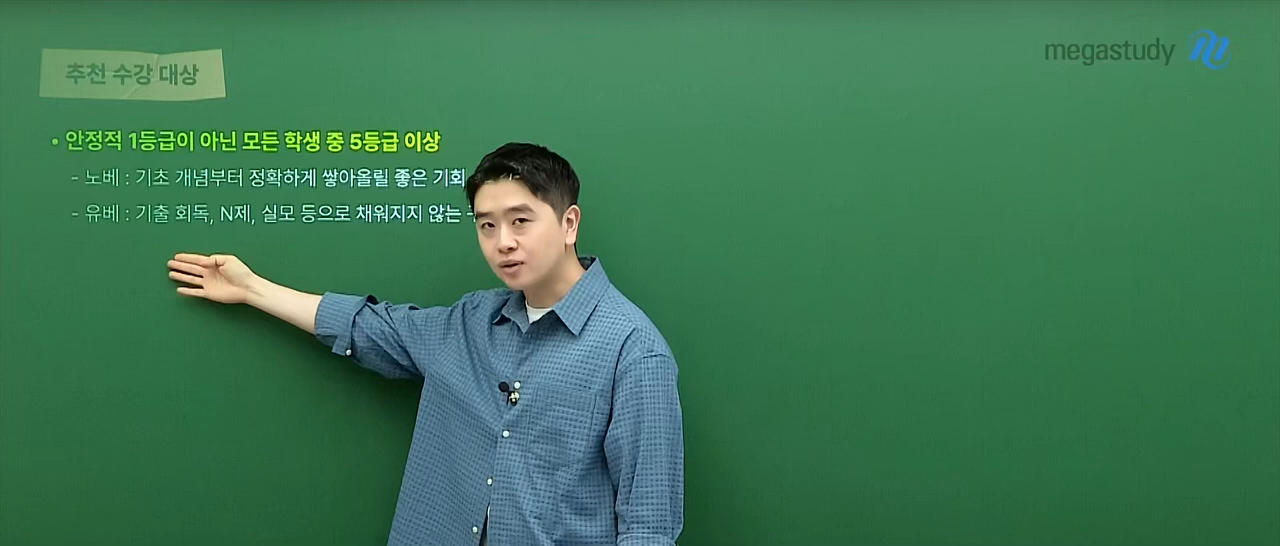 추천 수강 대상
megastudy
• 안정적 1등급이 아닌 모든 학생 중 5등급 이상
- 노베 : 기초 개념부터 정확하게 쌓아올릴 좋은 기회
- 유베 : 기출 회독, N제, 실모 등으로 채워지지 않는